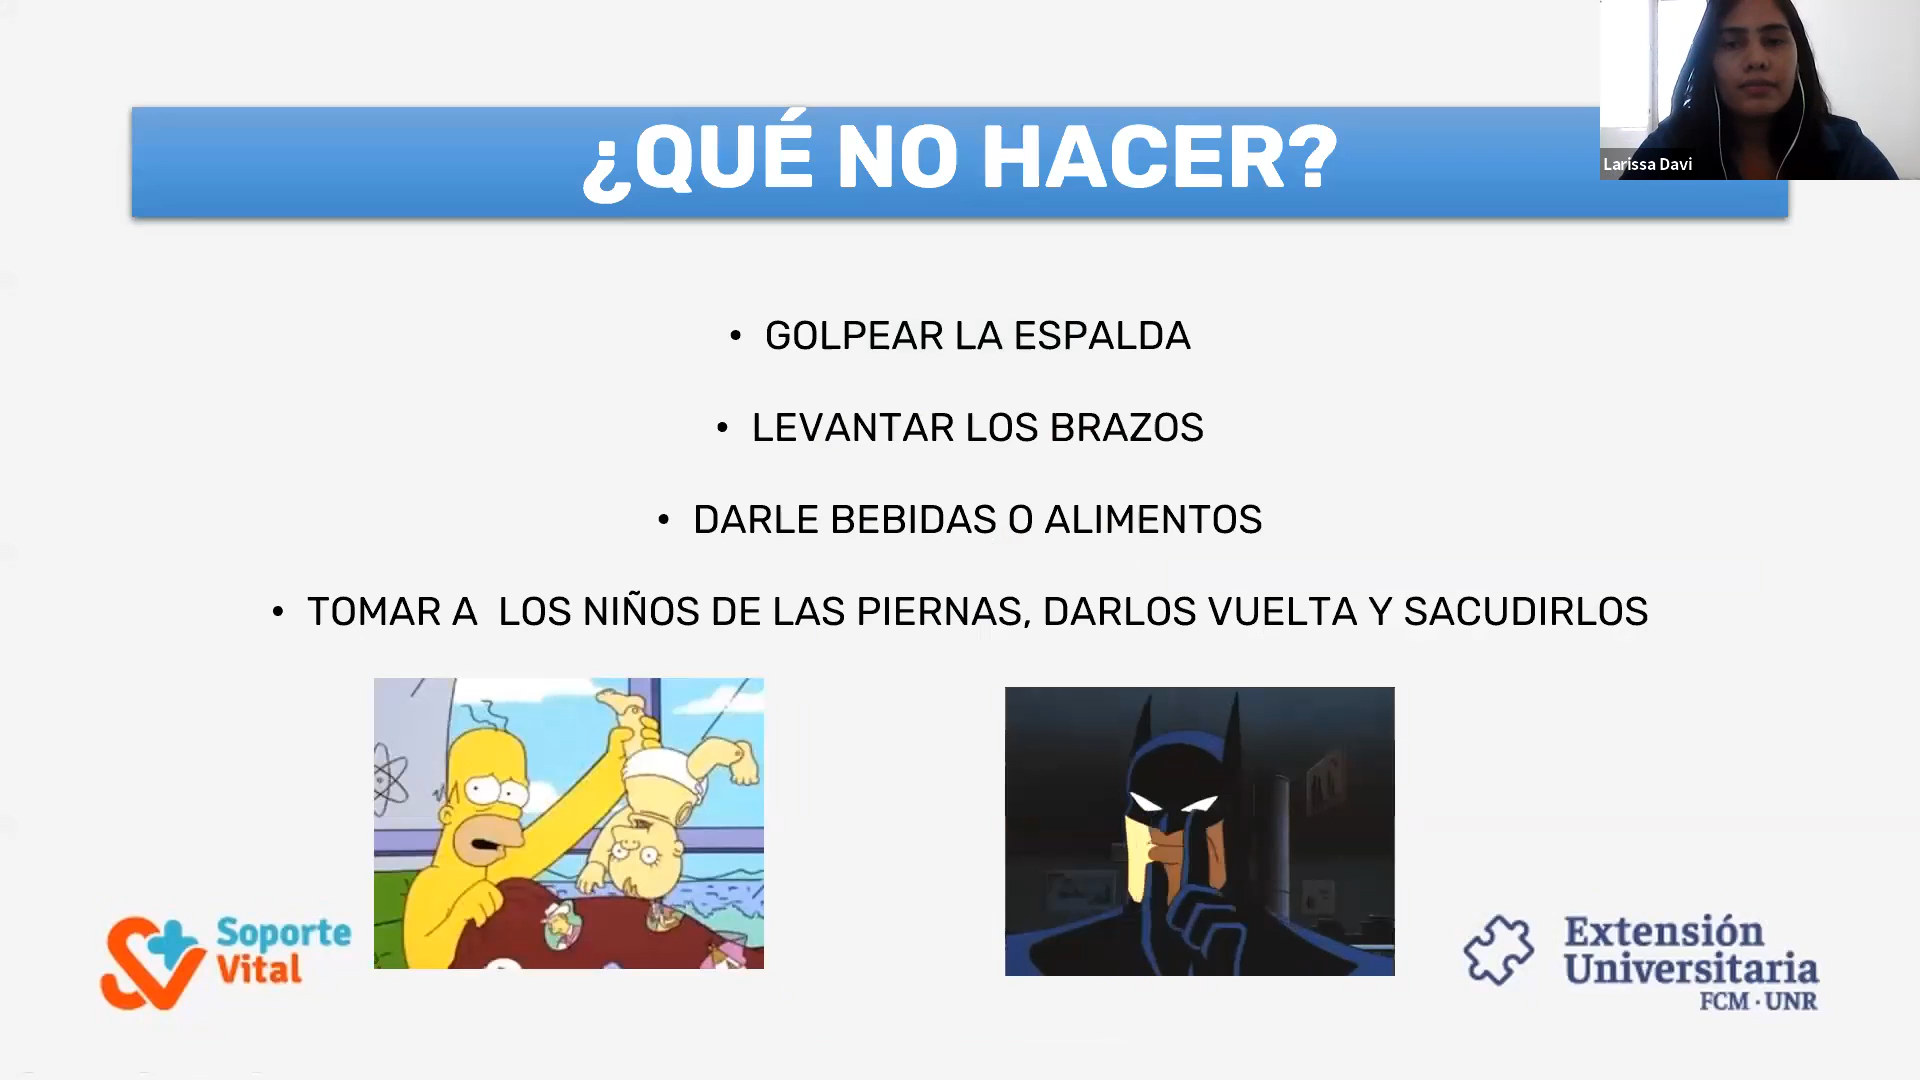 ¿QUÉ NO HACER?
Larissa Davi
• GOLPEAR LA ESPALDA
• LEVANTAR LOS BRAZOS
• DARLE BEBIDAS O ALIMENTOS
• TOMAR A  LOS NIÑOS DE LAS PIERNAS, DARLOS VUELTA Y SACUDIRLOS
Soporte
Vital
Extensión
Universitaria
FCM · UNR